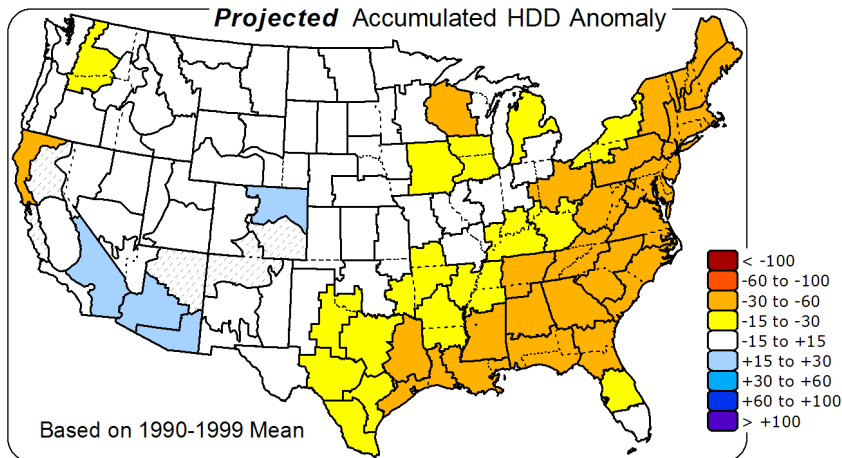 Projected Accumulated HDD Anomaly
< -100
-60 to -100
-30 to -60
-15 to -30
-15 to +15
+15 to +30
+30 to +60
+60 to +100
> +100
Based on 1990-1999 Mean